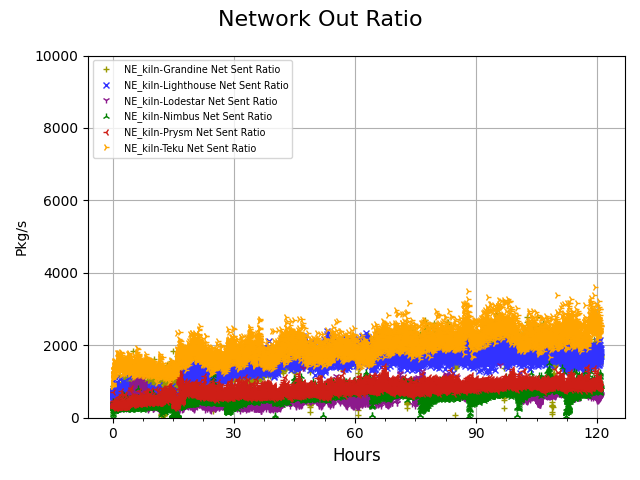 Network Out Ratio
10000
8000
6000
4000
2000
0
Pkg/s
NE_kiln-Grandine Net Sent Ratio
NE_kiln-Lighthouse Net Sent Ratio
NE_kiln-Lodestar Net Sent Ratio
NE_kiln-Nimbus Net Sent Ratio
NE_kiln-Prysm Net Sent Ratio
NE_kiln-Teku Net Sent Ratio
0 30 60 90 120
Hours